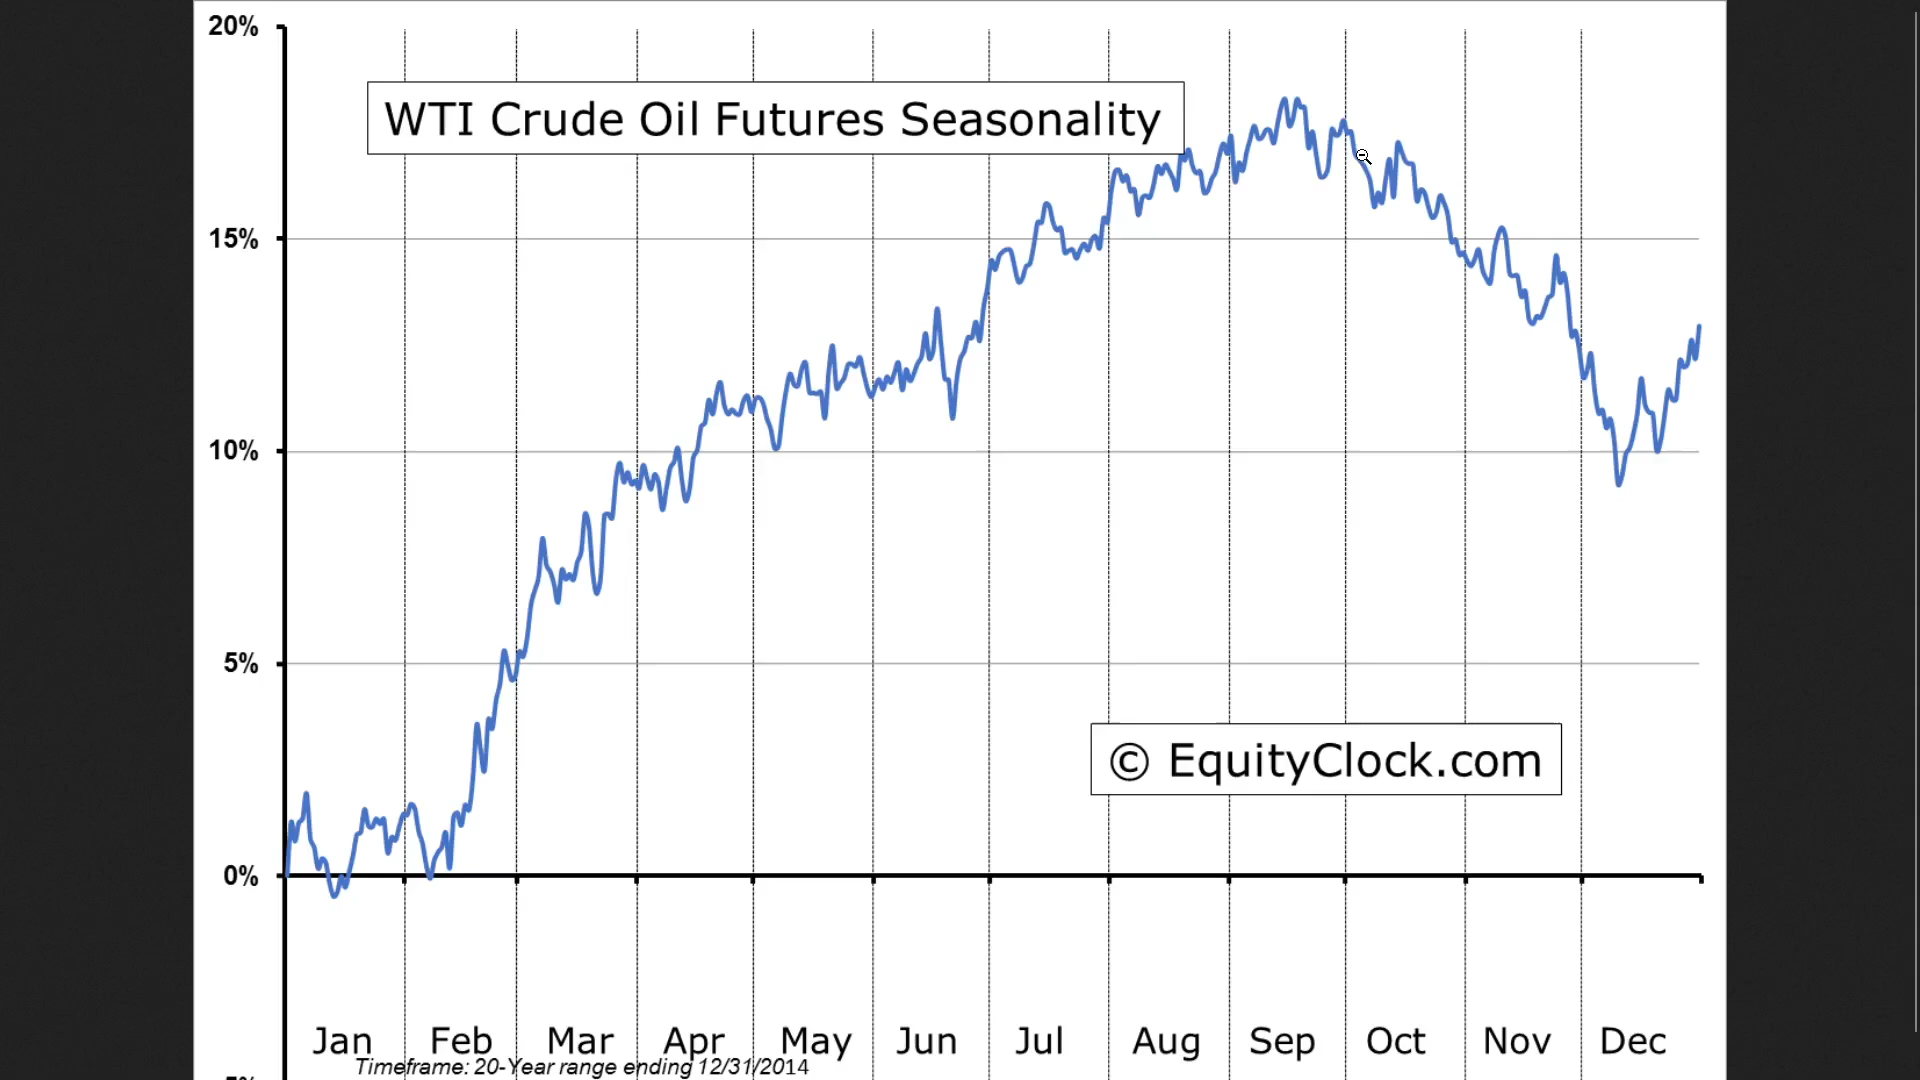 20%
WTI Crude Oil Futures Seasonality
15%
10%
5%
© EquityClock.com
0%
Jan Feb Mar Apr May Jun Jul Aug Sep Oct Nov Dec
Timeframe: 20-Year range ending 12/31/2014